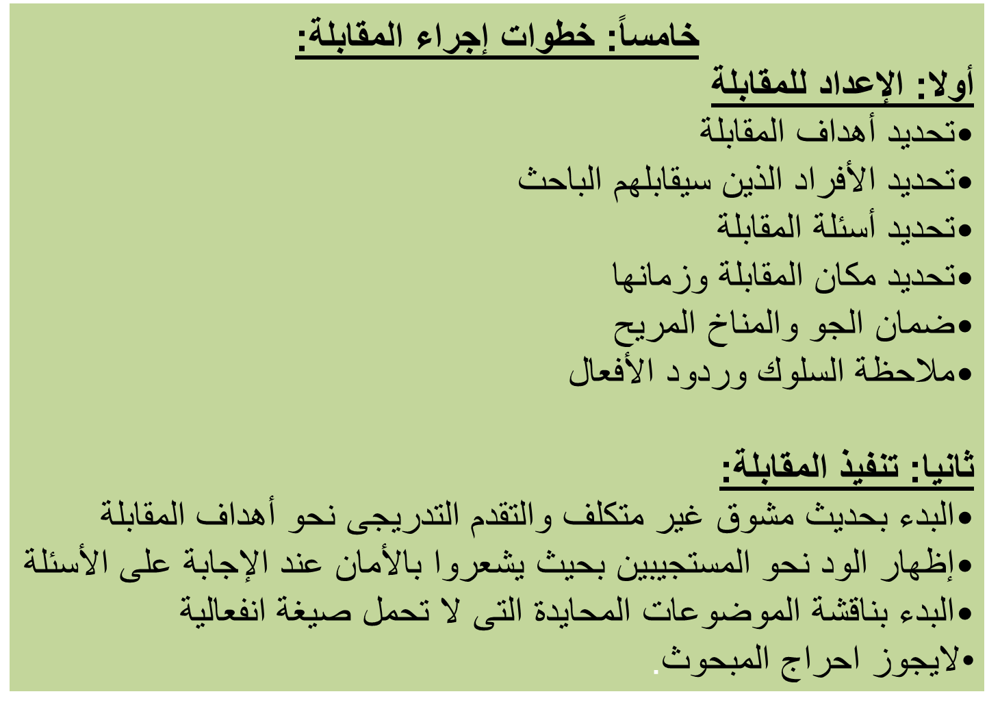 خامساً: خطوات إجراء المقابلة:
أولا: الإعداد للمقابلة
•تحديد أهداف المقابلة
•تحديد الأفراد الذين سيقابلهم الباحث
•تحديد أسئلة المقابلة
•تحديد مكان المقابلة وزمانها
•ضمان الجو والمناخ المريح
•ملاحظة السلوك وردود الأفعال
ثانيا: تنفيذ المقابلة:
•البدء بحديث مشوق غير متكلف والتقدم التدريجى نحو أهداف المقابلة
•إظهار الود نحو المستجيبين بحيث يشعروا بالأمان عند الإجابة على الأسئلة
•البدء بناقشة الموضوعات المحايدة التى لا تحمل صيغة انفعالية
•لايجوز احراج المبحوث.